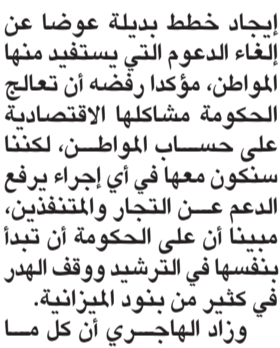 إيجاد خطط بديلة عوضا عن
إلغاء الدعوم التي يستفيد منها
المواطن، مؤكدا رفضه أن تعالج
الحكومة مشاكلها الاقتصادية
على حساب المواطن، لكننا
سنكون معها في أي إجراء يرفع
الدعم عن التجار والمتنفذين،
مبينا أن على الحكومة أن تبدأ
بنفسها في الترشيد ووقف الهدر
في كثير من بنود الميزانية.
وزاد الهاجري أن كل ما